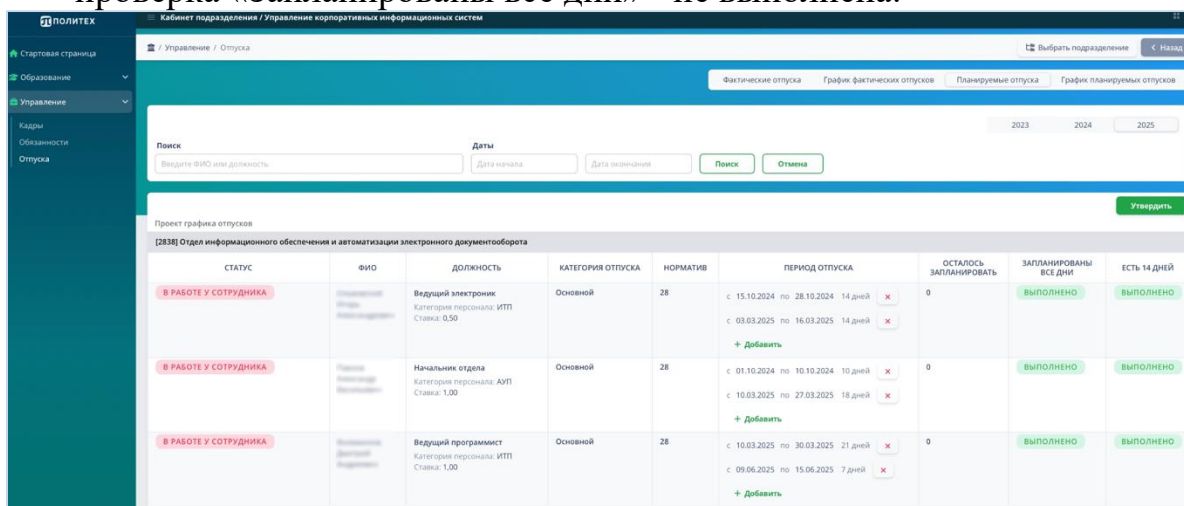 проверка «Запланированы все дни» - не выполнена.
ПОЛИТЕХ
Кабинет подразделения / Управление корпоративных информационных систем
Стартовая страница
Образование
Управление
Кадры
Обязанности
Отпуска
/ Управление / Отпуска
Выбрать подразделение
Назад
Фактические отпуска График фактических отпусков Планируемые отпуска График планируемых отпусков
2023 2024 2025
Поиск Даты
Введите ФИО или должность Дата начала Дата окончания Поиск Отмена
Утвердить
Проект графика отпусков
[2838] Отдел информационного обеспечения и автоматизации электронного документооборота
СТАТУС ФИО ДОЛЖНОСТЬ КАТЕГОРИЯ ОТПУСКА НОРМАТИВ ПЕРИОД ОТПУСКА ОСТАЛОСЬ ЗАПЛАНИРОВАТЬ ЗАПЛАНИРОВАНЫ ВСЕ ДНИ ЕСТЬ 14 ДНЕЙ
В РАБОТЕ У СОТРУДНИКА Ведущий электроник Основной 28 с 15.10.2024 по 28.10.2024 14 дней × 0 ВЫПОЛНЕНО ВЫПОЛНЕНО
Категория персонала: ИТП
Ставка: 0,50
с 03.03.2025 по 16.03.2025 14 дней ×
+ Добавить
В РАБОТЕ У СОТРУДНИКА Начальник отдела Основной 28 с 01.10.2024 по 10.10.2024 10 дней × 0 ВЫПОЛНЕНО ВЫПОЛНЕНО
Категория персонала: АУП
Ставка: 1,00
с 10.03.2025 по 27.03.2025 18 дней ×
+ Добавить
В РАБОТЕ У СОТРУДНИКА Ведущий программист Основной 28 с 10.03.2025 по 30.03.2025 21 дней × 0 ВЫПОЛНЕНО ВЫПОЛНЕНО
Категория персонала: ИТП
Ставка: 1,00
с 09.06.2025 по 15.06.2025 7 дней ×
+ Добавить